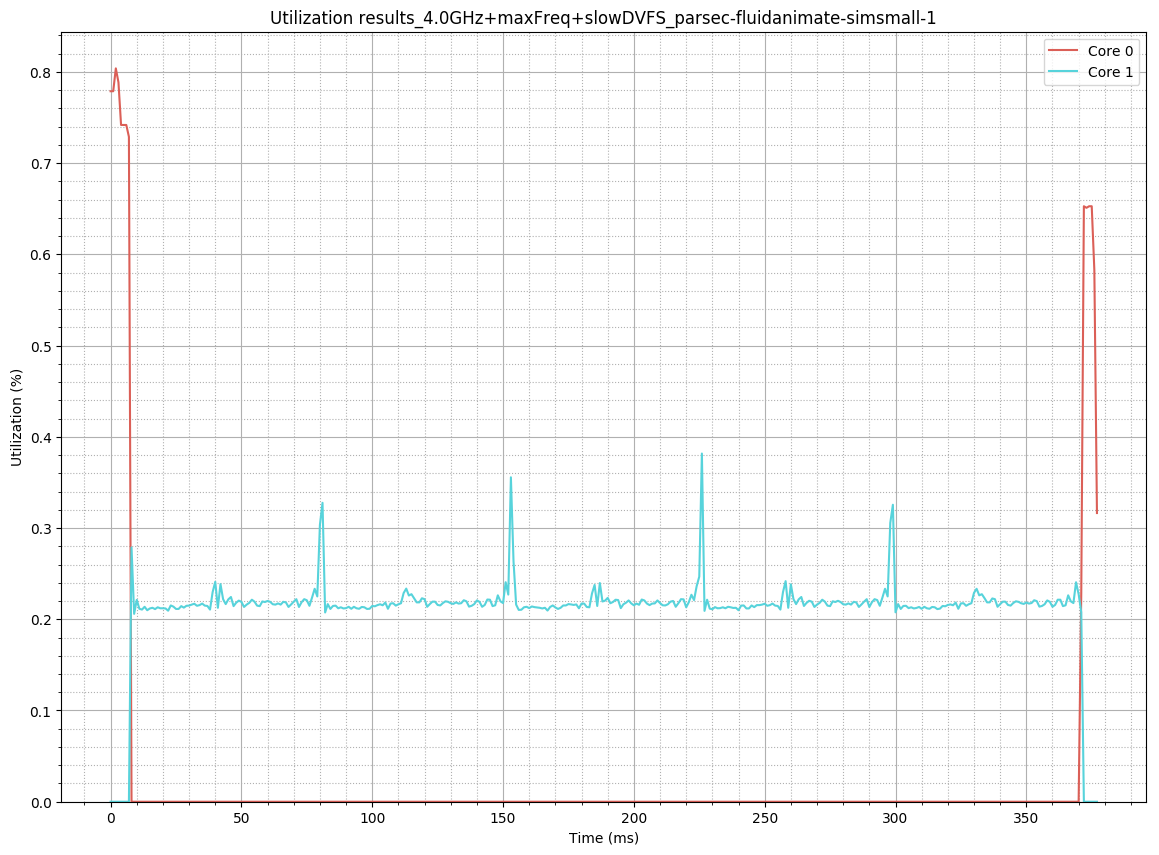 Utilization results_4.0GHz+maxFreq+slowDVFS_parsec-fluidanimate-simsmall-1
Core 0
Core 1
Utilization (%)
0.8
0.7
0.6
0.5
0.4
0.3
0.2
0.1
0.0
0 50 100 150 200 250 300 350
Time (ms)